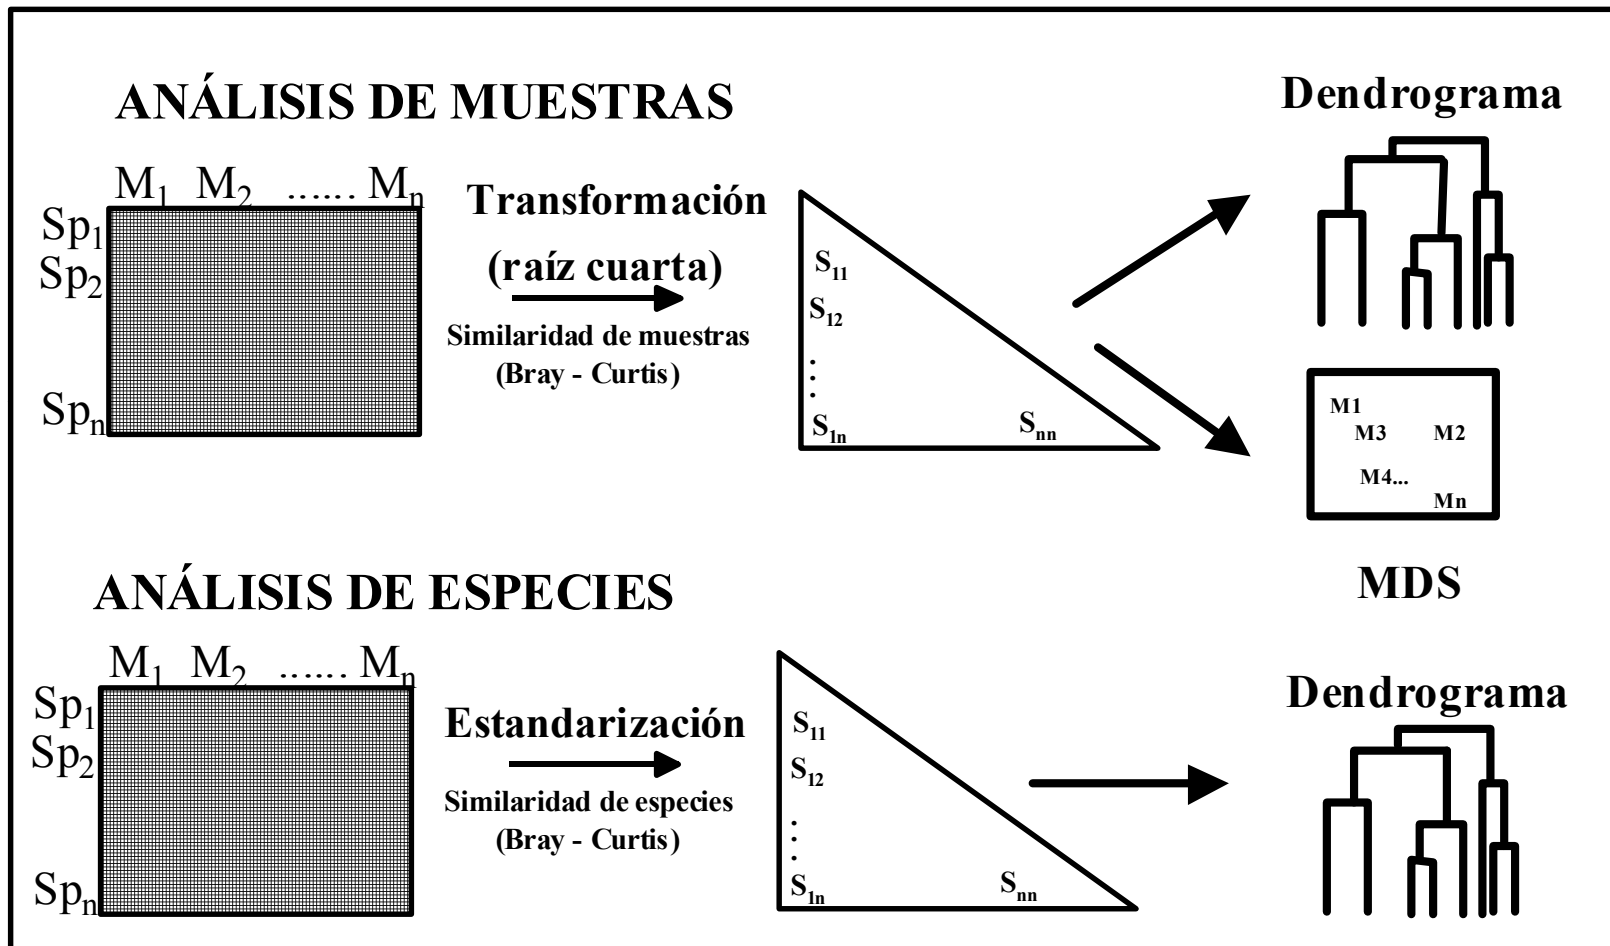 ANÁLISIS DE MUESTRAS
M1 M2 ...... Mn
Sp1
Sp2
Spn
Transformación
(raíz cuarta)
Similaridad de muestras
(Bray - Curtis)
S11
S12
.
.
.
S1n Snn
Dendrograma
M1
M3 M2
M4...
Mn
MDS
ANÁLISIS DE ESPECIES
M1 M2 ...... Mn
Sp1
Sp2
Spn
Estandarización
Similaridad de especies
(Bray - Curtis)
S11
S12
.
.
.
S1n Snn
Dendrograma